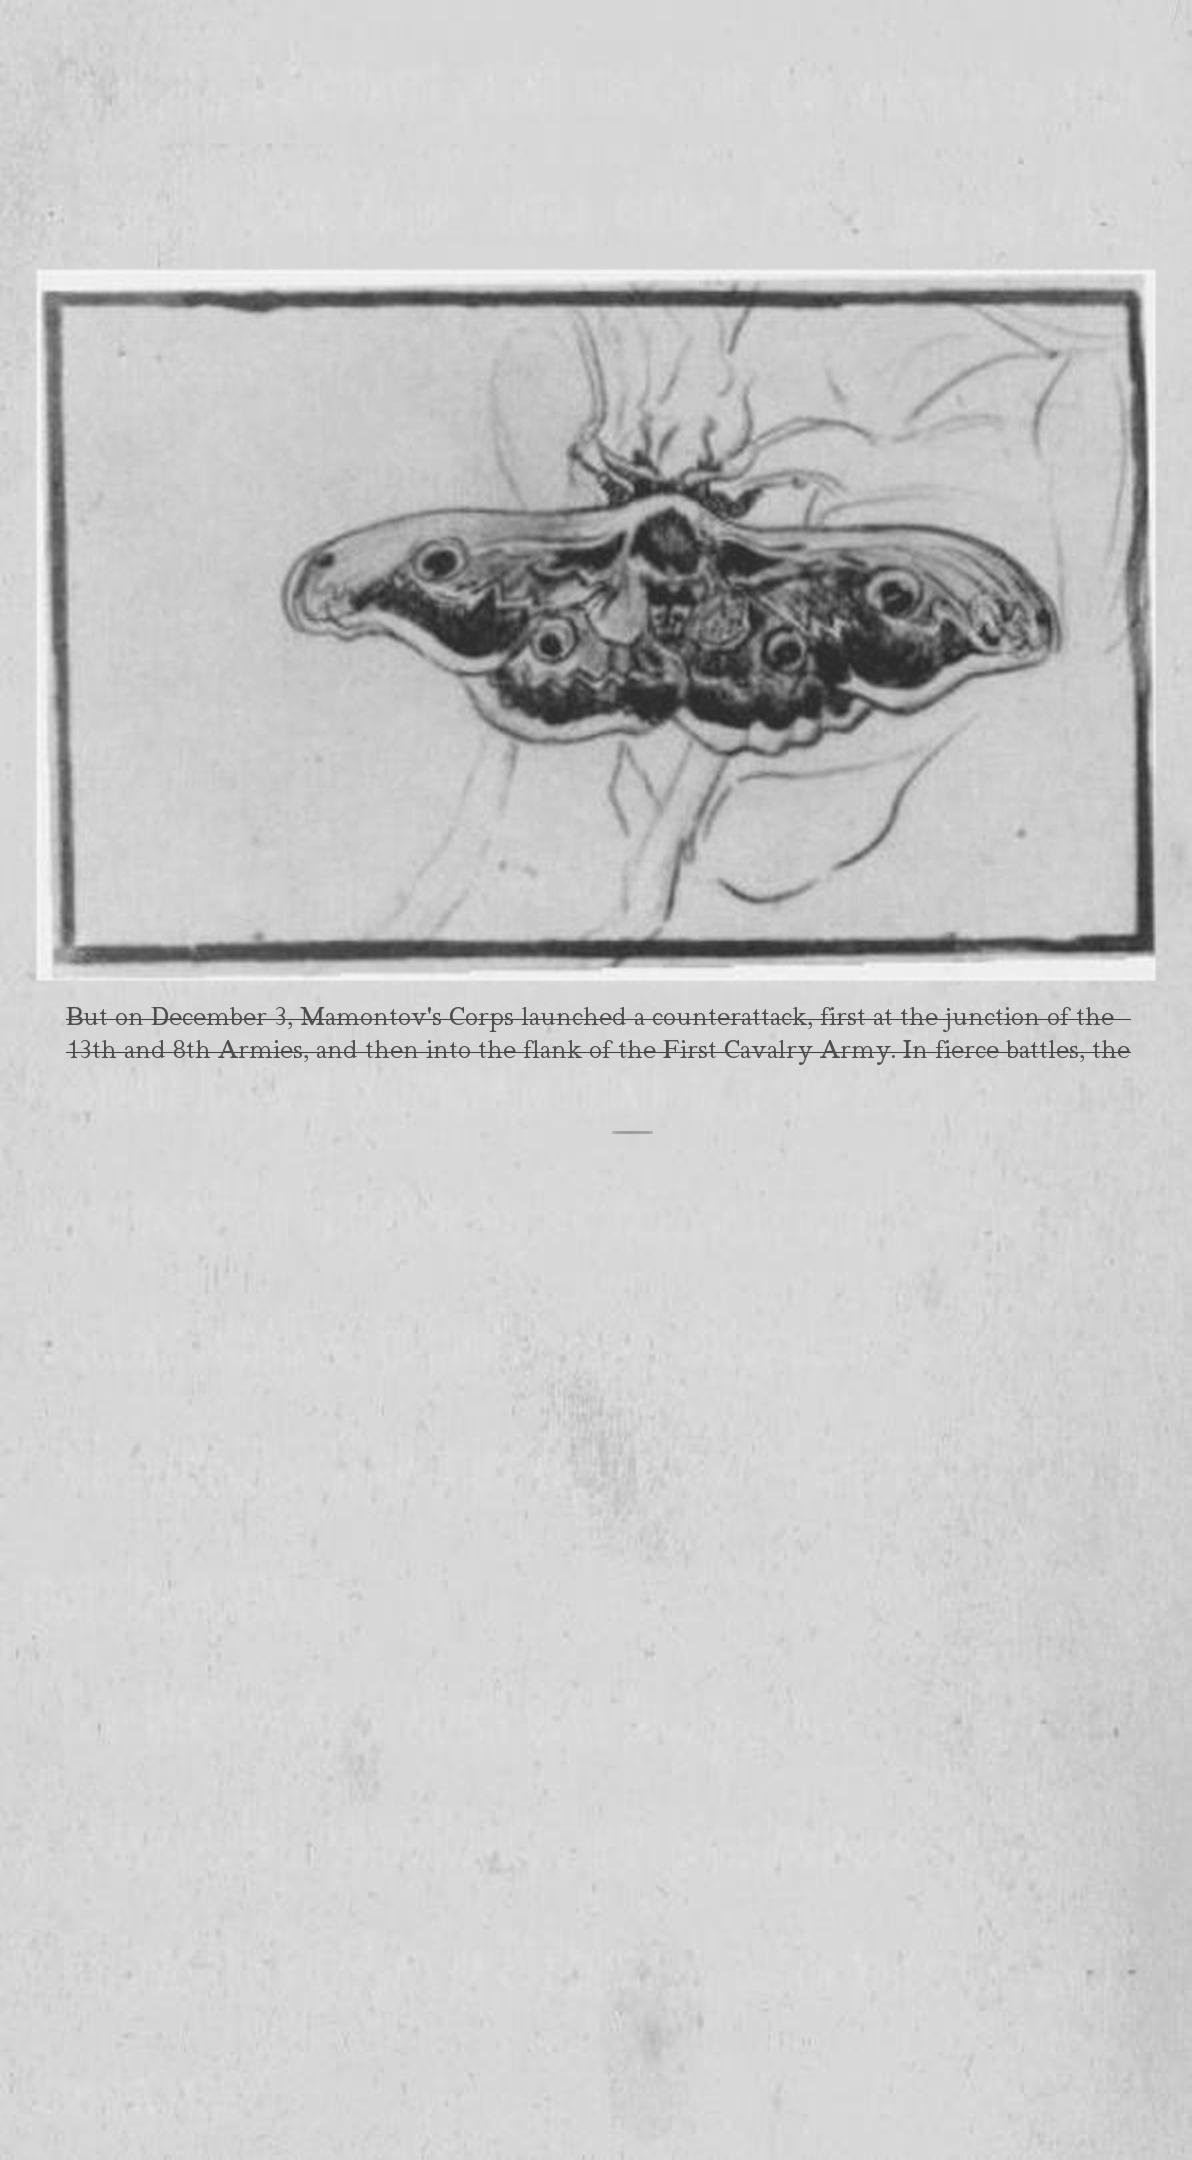 But on December 3, Mamontov's Corps launched a counterattack, first at the junction of the
13th and 8th Armies, and then into the flank of the First Cavalry Army. In fierce battles, the